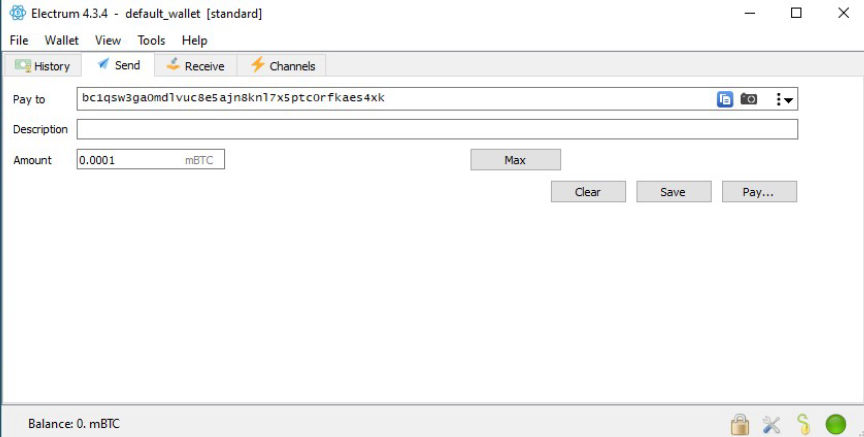 Electrum 4.3.4 - default_wallet [standard]
File Wallet View Tools Help
History Send Receive Channels
Pay to bc1qsw3ga0mdlvuc8e5ajn8knl7x5ptc0rfkaes4xk
Description
Amount 0.0001 mBTC Max
Clear Save Pay...
Balance: 0. mBTC